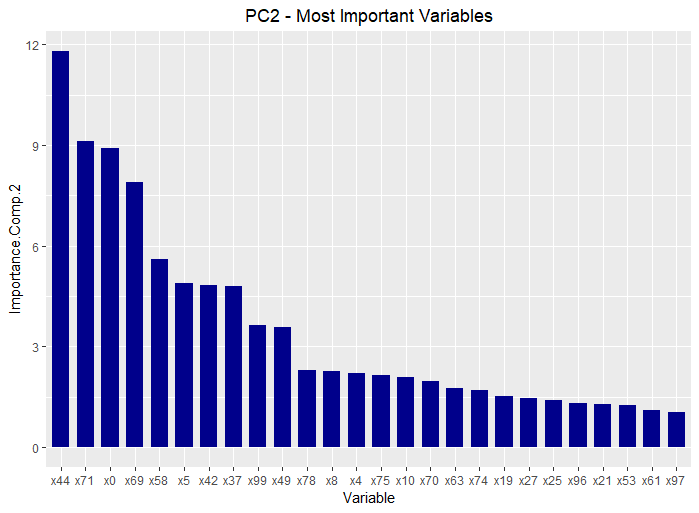 PC2 - Most Important Variables
Importance.Comp.2
12
9
6
3
0
x44 x71 x0 x69 x58 x5 x42 x37 x99 x49 x78 x8 x4 x75 x10 x70 x63 x74 x19 x27 x25 x96 x21 x53 x61 x97
Variable